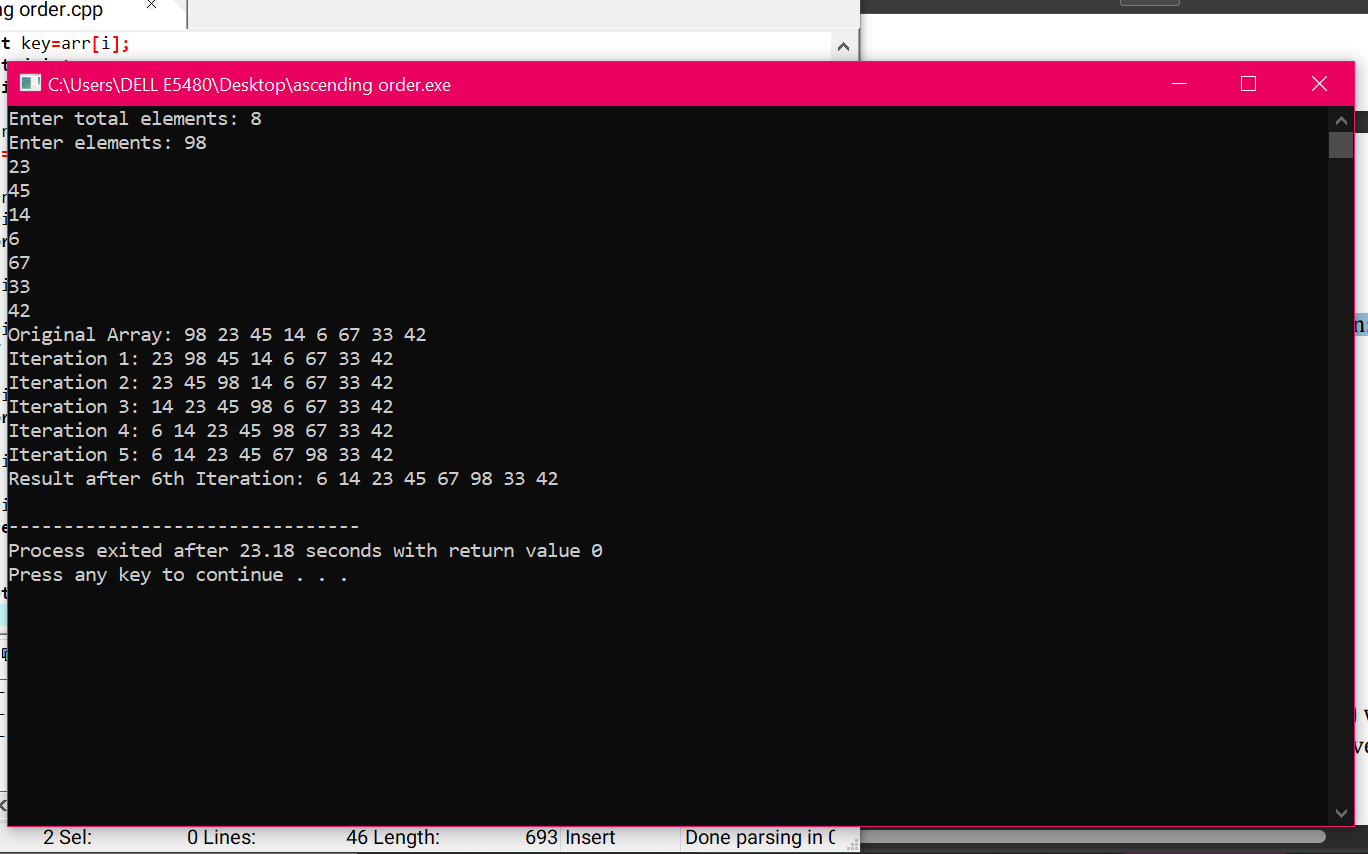 ng order.cpp
t key=arr[i];
C:\Users\DELL E5480\Desktop\ascending order.exe
Enter total elements: 8
Enter elements: 98
23
45
14
6
67
33
42
Original Array: 98 23 45 14 6 67 33 42
Iteration 1: 23 98 45 14 6 67 33 42
Iteration 2: 23 45 98 14 6 67 33 42
Iteration 3: 14 23 45 98 6 67 33 42
Iteration 4: 6 14 23 45 98 67 33 42
Iteration 5: 6 14 23 45 67 98 33 42
Result after 6th Iteration: 6 14 23 45 67 98 33 42
--------------------------------
Process exited after 23.18 seconds with return value 0
Press any key to continue . . .
2 Sel: 0 Lines: 46 Length: 693 Insert Done parsing in